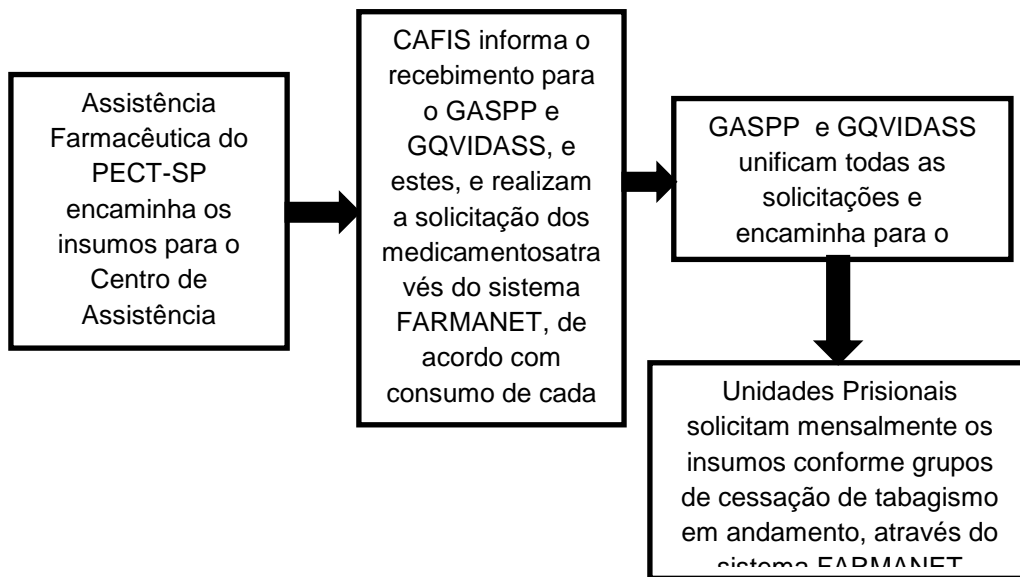 Assistência
Farmacêutica do
PECT-SP
encaminha os
insumos para o
Centro de
Assistência
CAFIS informa o
recebimento para
o GASPP e
GQVIDASS, e
estes, e realizam
a solicitação dos
medicamentosatra
vés do sistema
FARMANET, de
acordo com
consumo de cada
GASPP e GQVIDASS
unificam todas as
solicitações e
encaminha para o
Unidades Prisionais
solicitam mensalmente os
insumos conforme grupos
de cessação de tabagismo
em andamento, através do
sistema FARMANET